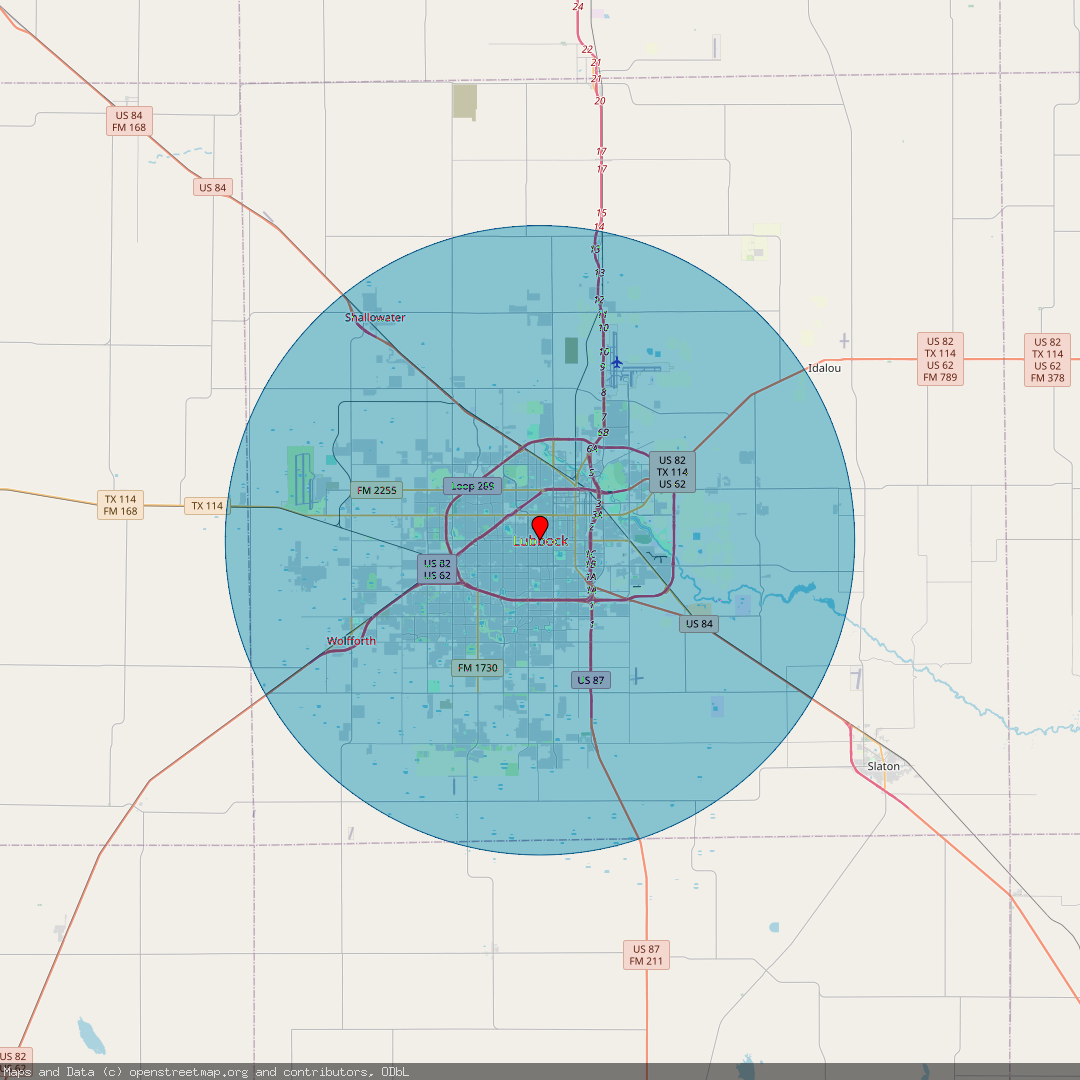 24
22
21
21
20
US 84
FM 168
17
17
US 84
15
14
13
13
12
11
Shallowater
10
US 82
TX 114
US 62
FM 789
US 82
TX 114
US 62
FM 378
10
9
Idalou
8
7
6B
6A
US 82
TX 114
US 62
5
Loop 289
FM 2255
TX 114
FM 168
TX 114
3
3A
2
Lubbock
1C
1B
US 82
US 62
1A
1
US 84
1
Wolfforth
FM 1730
US 87
Slaton
US 87
FM 211
US 82
Maps and Data (c) openstreetmap.org and contributors, ODbL